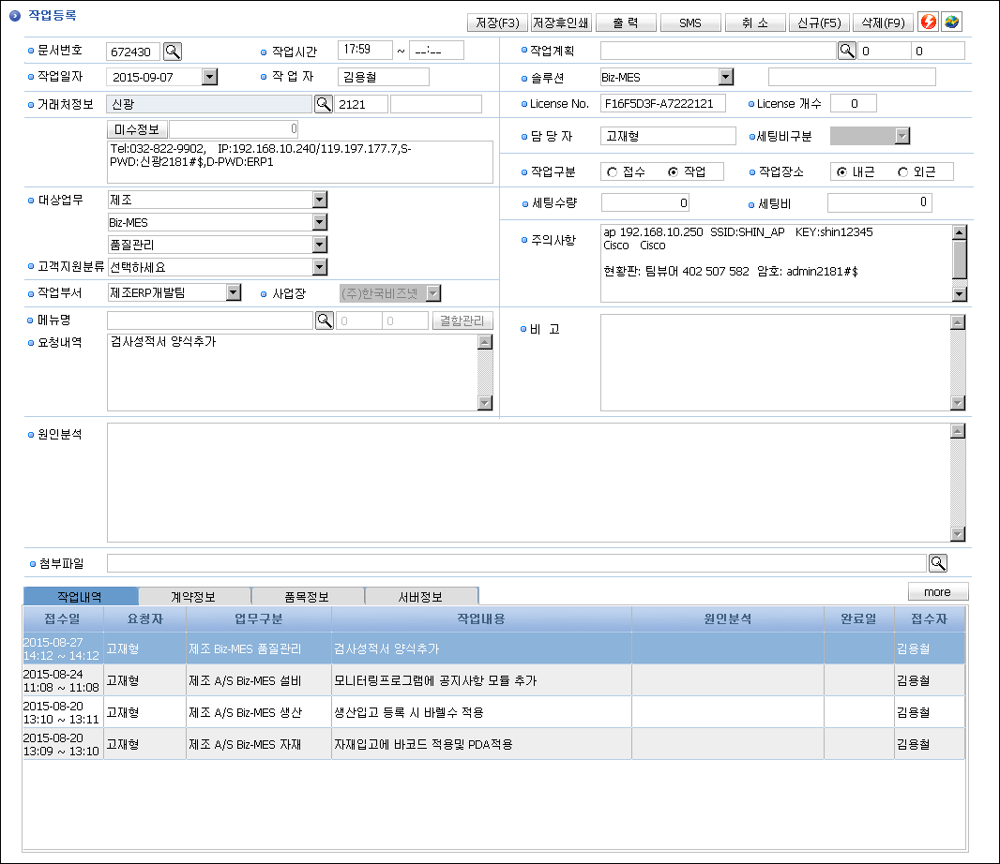 작업등록
저장(F3) 저장후인쇄 출 력 SMS 취 소 신규(F5) 삭제(F9)
문서번호 672430 작업시간 17:59 ~ __:__ 작업계획 0 0
작업일자 2015-09-07 작 업 자 김용철 솔루션 Biz-MES
거래처정보 신광 2121 License No. F16F5D3F-A7222121 License 개수 0
미수정보 0 담 당 자 고재형 세팅비구분
Tel:032-822-9902, IP:192.168.10.240/119.197.177.7,S-
PWD:신광2181#$,D-PWD:ERP1
작업구분 접수 작업 작업장소 내근 외근
대상업무 제조 세팅수량 0 세팅비 0
Biz-MES
품질관리
고객지원분류 선택하세요
주의사항 ap 192.168.10.250 SSID:SHIN_AP KEY:shin12345
Cisco Cisco
현황판: 팀뷰어 402 507 582 암호: admin2181#$
작업부서 제조ERP개발팀 사업장 (주)한국비즈넷
메뉴명 0 0 결함관리 비 고
요청내역 검사성적서 양식추가
원인분석
첨부파일
작업내역 계약정보 품목정보 서버정보 more
접수일 요청자 업무구분 작업내용 원인분석 완료일 접수자
2015-08-27
14:12 ~ 14:12 고재형 제조 Biz-MES 품질관리 검사성적서 양식추가 김용철
2015-08-24
11:08 ~ 11:08 고재형 제조 A/S Biz-MES 설비 모니터링프로그램에 공지사항 모듈 추가 김용철
2015-08-20
13:10 ~ 13:11 고재형 제조 A/S Biz-MES 생산 생산입고 등록 시 바렐수 적용 김용철
2015-08-20
13:09 ~ 13:10 고재형 제조 A/S Biz-MES 자재 자재입고에 바코드 적용및 PDA적용 김용철